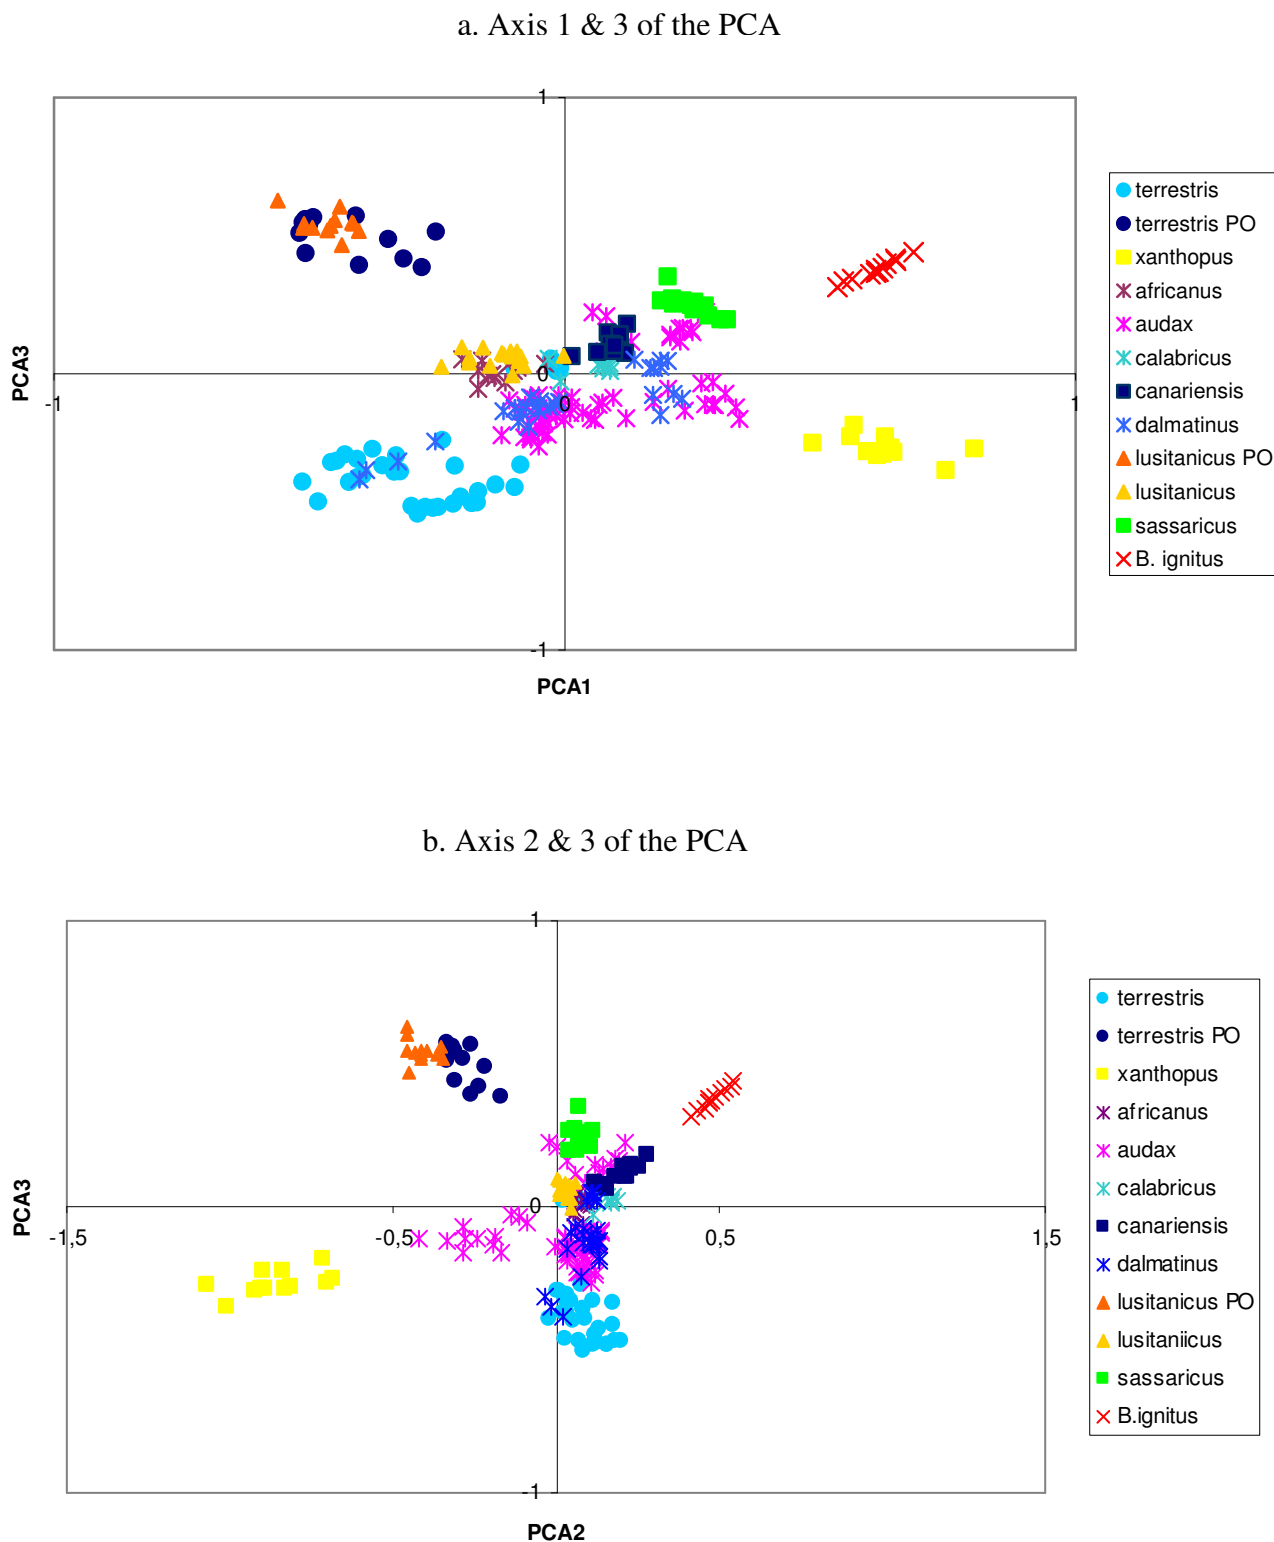 a. Axis 1 & 3 of the PCA
1
PCA3
-1
0
0
1
-1
PCA1
terrestris
terrestris PO
xanthopus
africanus
audax
calabricus
canariensis
dalmatinus
lusitanicus PO
lusitanicus
sassaricus
B. ignitus
b. Axis 2 & 3 of the PCA
1
PCA3
0
-1,5
-0,5
0,5
1,5
-1
PCA2
terrestris
terrestris PO
xanthopus
africanus
audax
calabricus
canariensis
dalmatinus
lusitanicus PO
lusitaniicus
sassaricus
B.ignitus